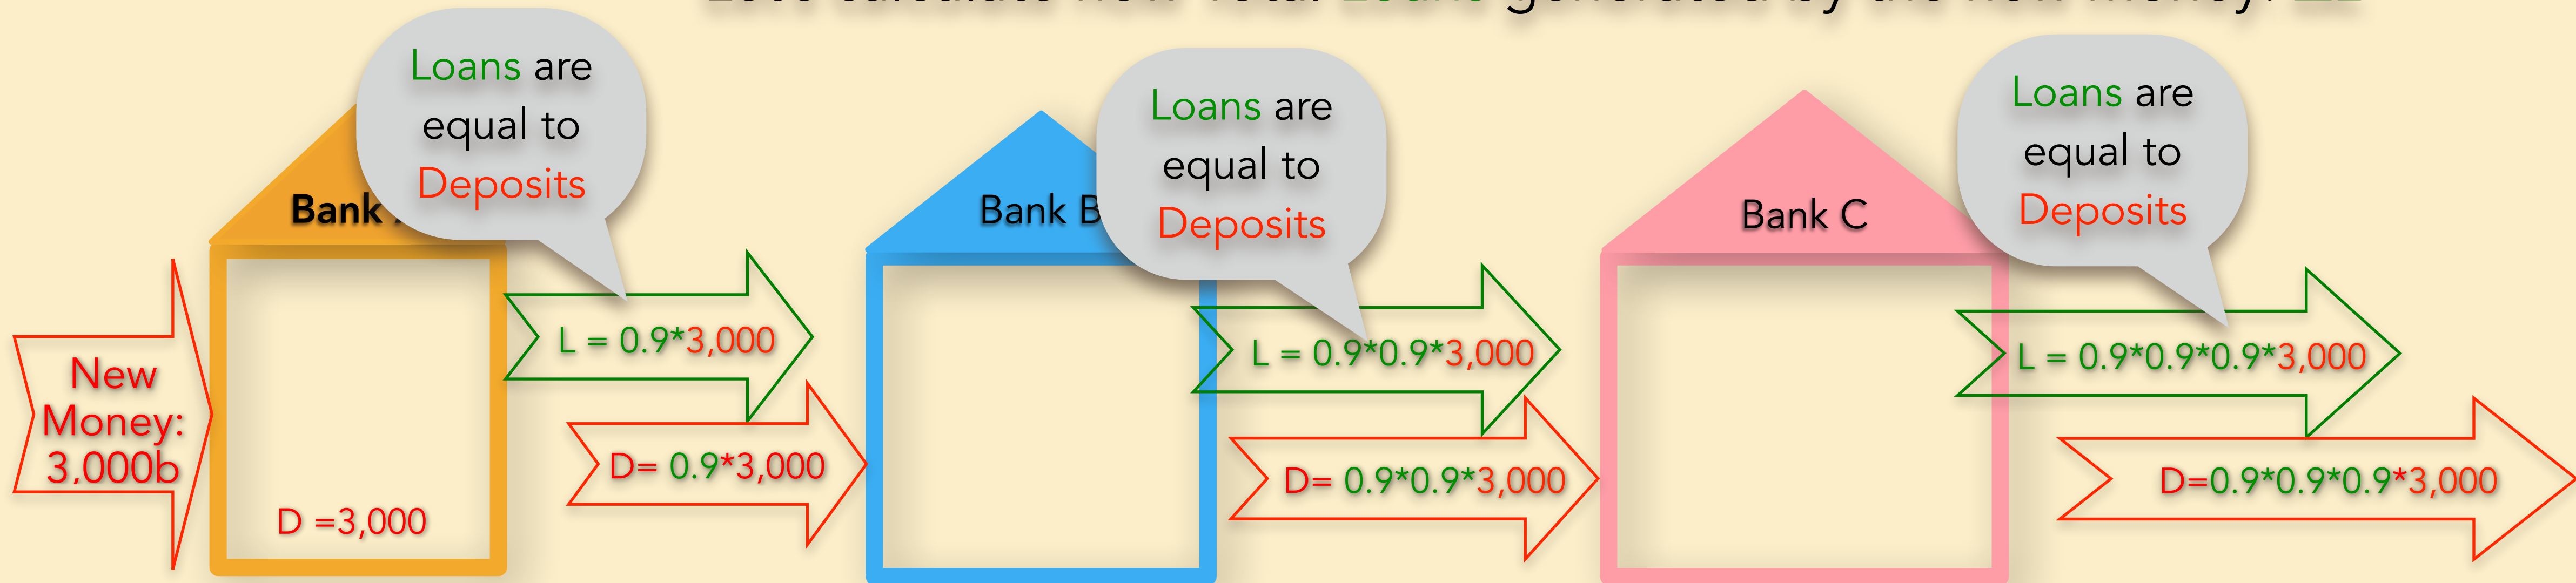 Loans are
equal to
Deposits
Loans are
equal to
Deposits
Loans are
equal to
Deposits
Bank
Bank B
Bank C
New
Money:
3,000b
D =3,000
L = 0.9*3,000
D= 0.9*3,000
L = 0.9*0.9*3,000
D= 0.9*0.9*3,000
L = 0.9*0.9*0.9*3,000
D=0.9*0.9*0.9*3,000